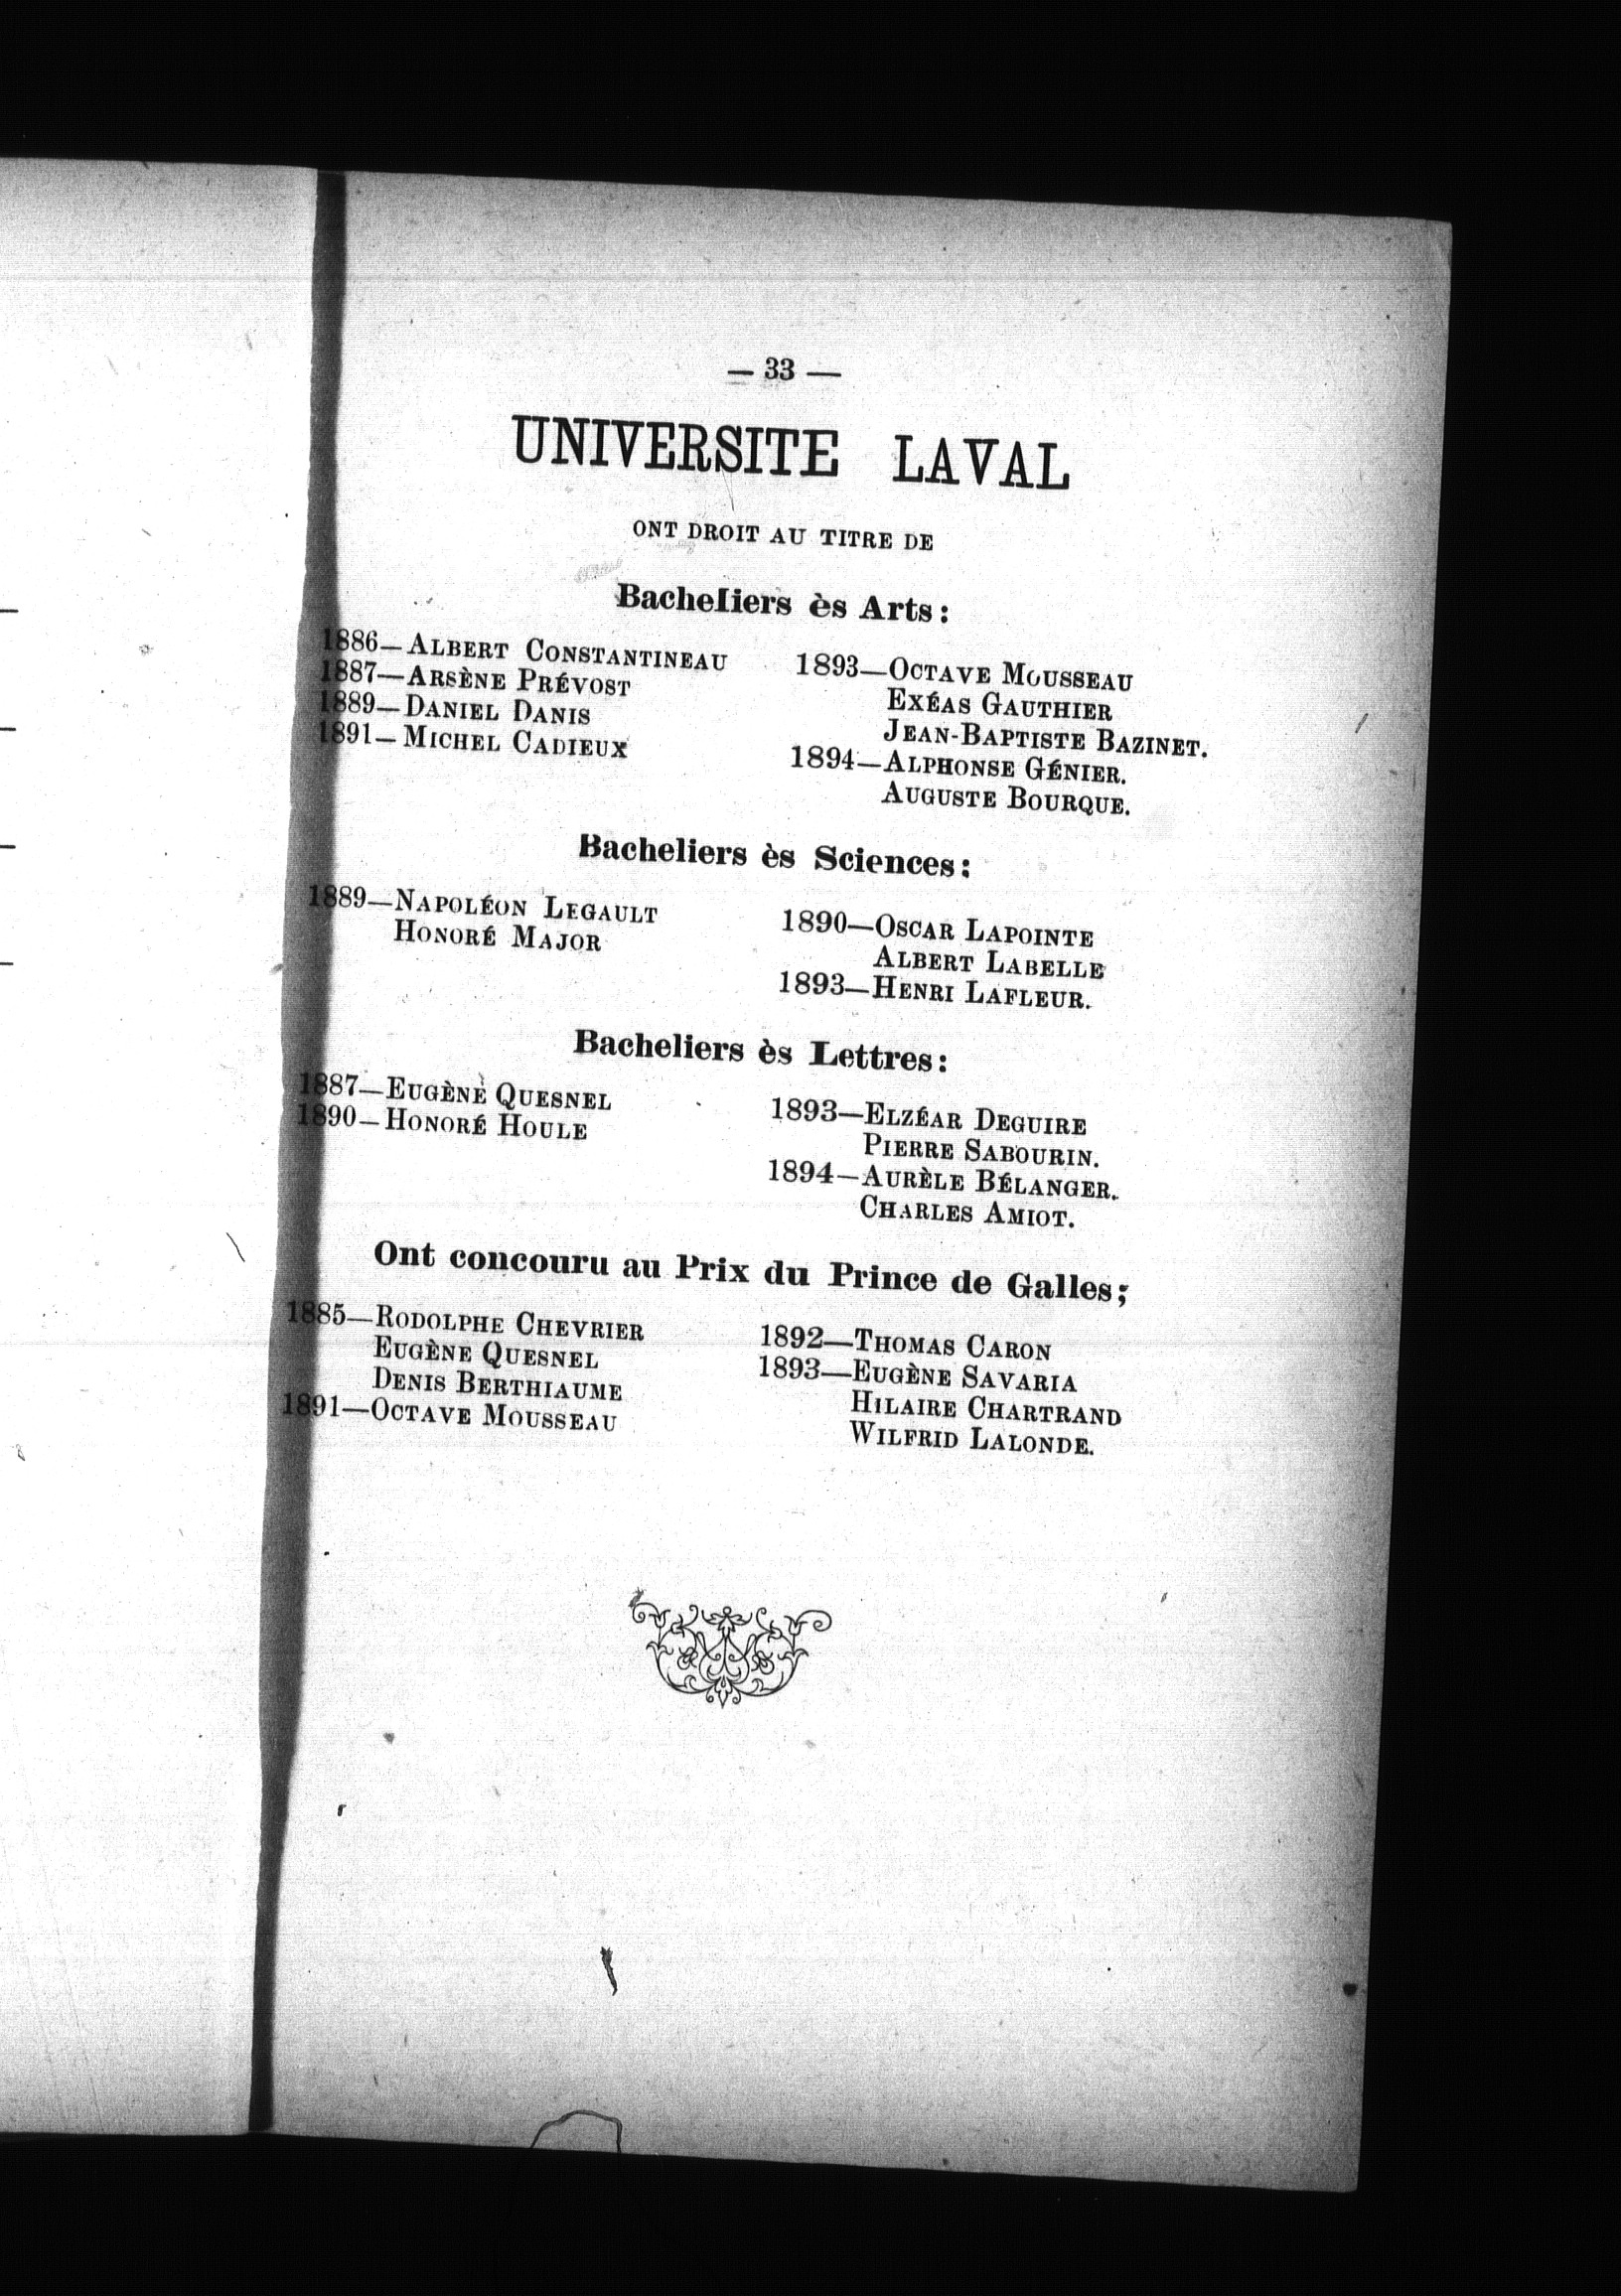 — 33 —
UNIVERSITE LAVAL
ONT DROIT AU TITRE DE
Bacheliers ès Arts:
1886—ALBERT CONSTANTINEAU
1887—ARSÈNE PRÉVOST
1889—DANIEL DANIS
1891—MICHEL CADIEUX
1893—OCTAVE MOUSSEAU
EXÉAS GAUTHIER
JEAN-BAPTISTE BAZINET.
1894—ALPHONSE GÉNIER.
AUGUSTE BOURQUE.
Bacheliers ès Sciences:
1889—NAPOLÉON LEGAULT
HONORÉ MAJOR
1890—OSCAR LAPOINTE
ALBERT LABELLE
1893—HENRI LAFLEUR.
Bacheliers ès Lettres:
1887—EUGÈNE QUESNEL
1890—HONORÉ HOULE
1893—ELZÉAR DEGUIRE
PIERRE SABOURIN.
1894—AURÈLE BÉLANGER.
CHARLES AMIOT.
Ont concouru au Prix du Prince de Galles;
1885—RODOLPHE CHEVRIER
EUGÈNE QUESNEL
DENIS BERTHIAUME
1891—OCTAVE MOUSSEAU
1892—THOMAS CARON
1893—EUGÈNE SAVARIA
HILAIRE CHARTRAND
WILFRID LALONDE.